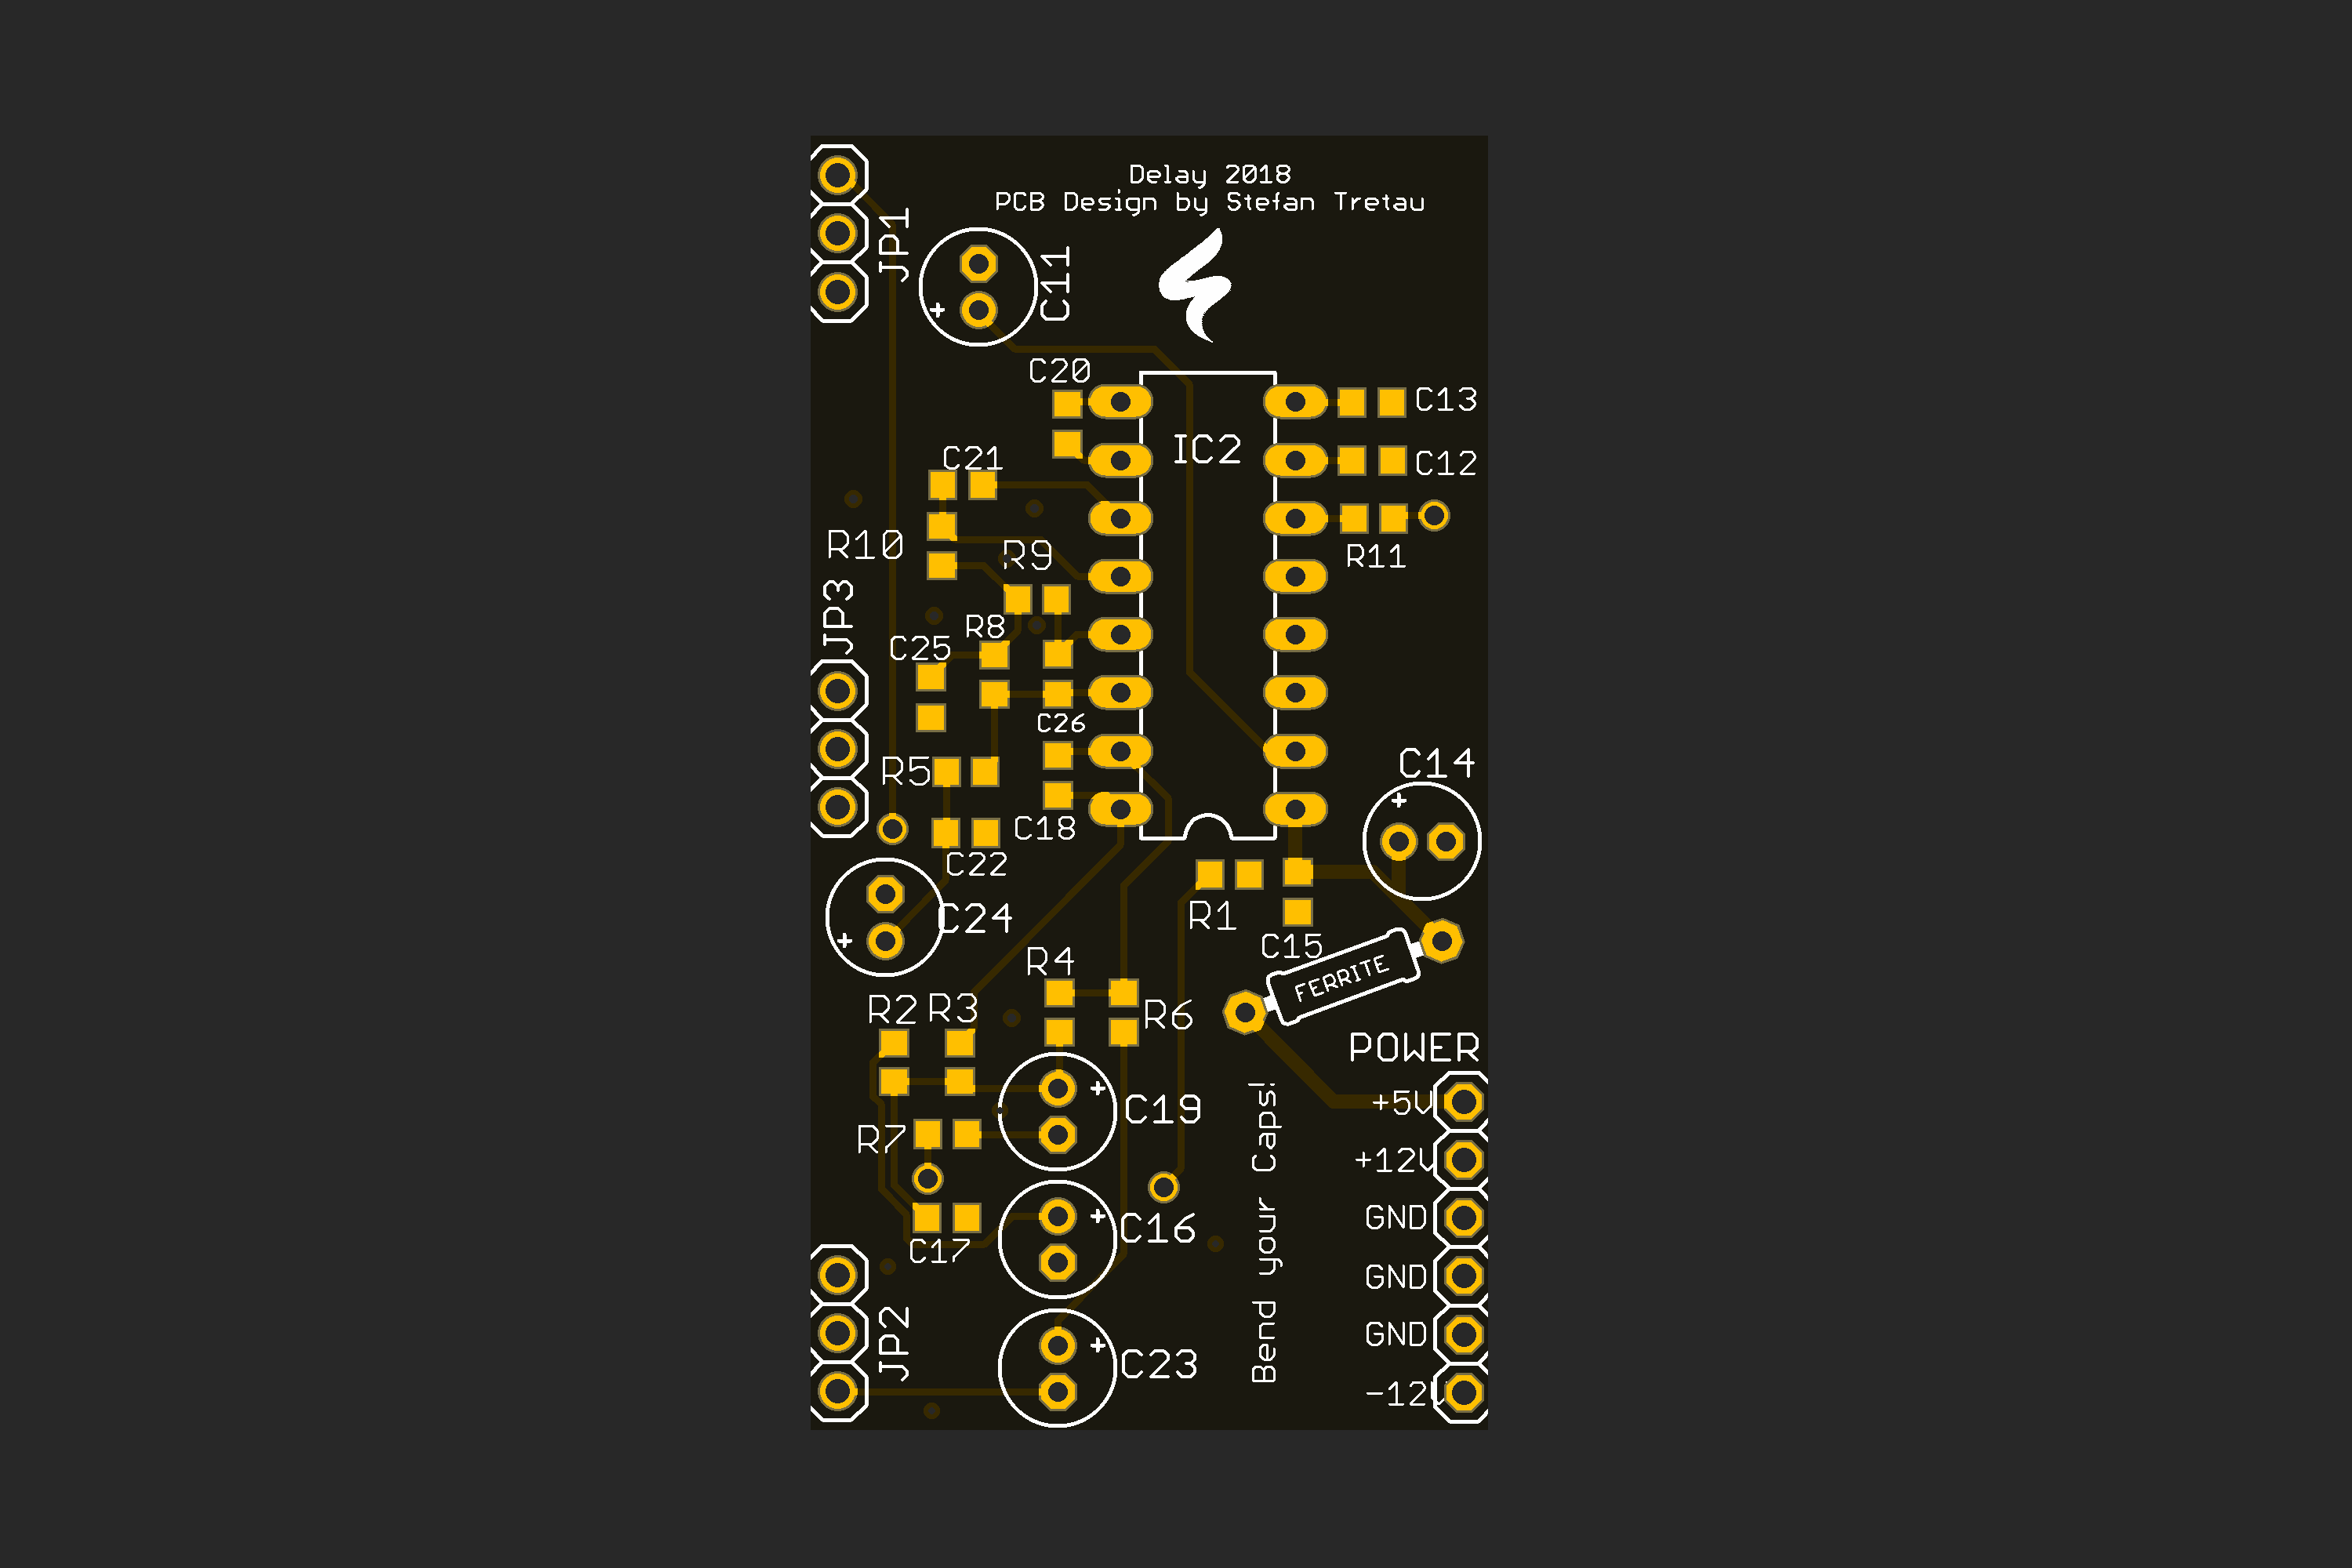 Delay 2018
PCB Design by Stefan Tretau
JP1
C11
C20
C13
IC2
C21
C12
R10
R9
R11
JP3
R8
C25
C26
R5
C14
C18
C22
C24
R1
C15
R4
FERRITE
R2
R3
R6
POWER
+5V
C19
R7
+12V
Bend your Caps!
GND
C16
C17
GND
GND
JP2
C23
-12V